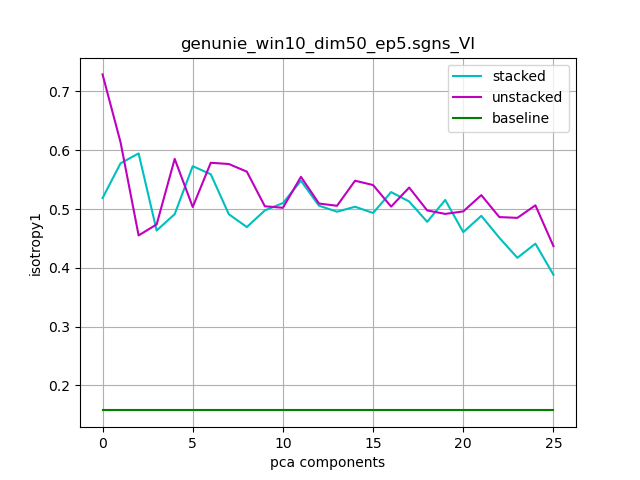 genunie_win10_dim50_ep5.sgns_VI
stacked
unstacked
baseline
0.7
0.6
0.5
0.4
0.3
0.2
isotropy1
0 5 10 15 20 25
pca components